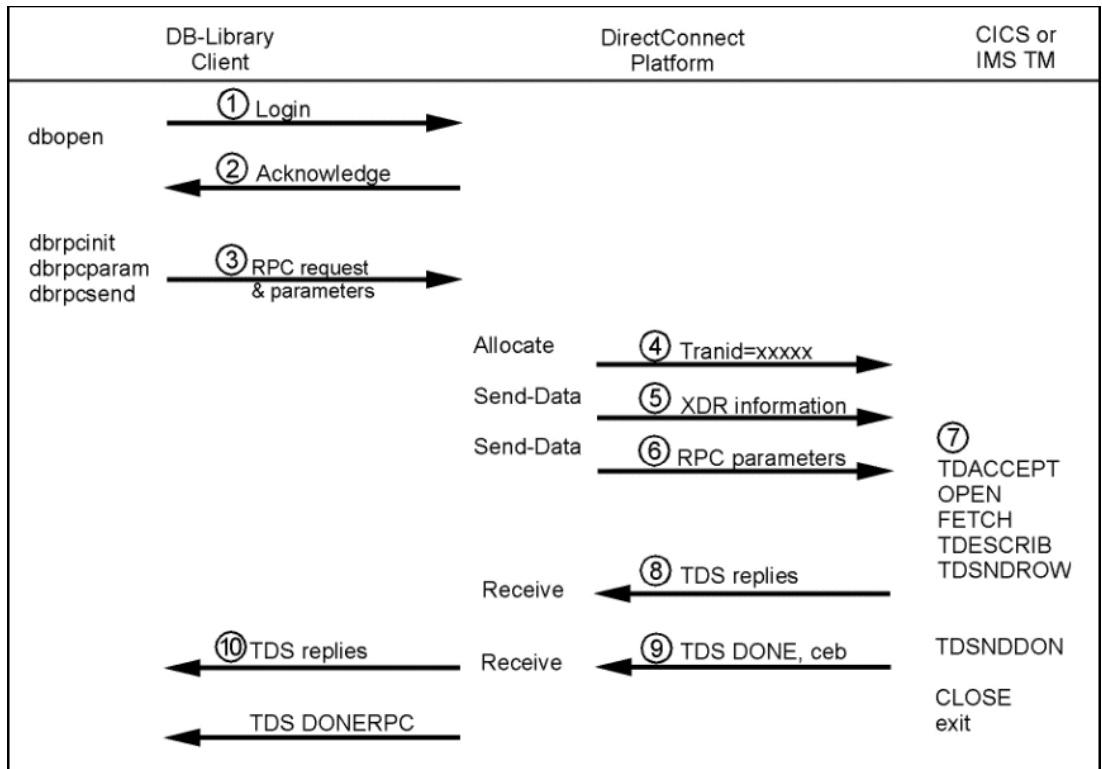 DB-Library
Client
DirectConnect
Platform
CICS or
IMS TM
① Login
dbopen
② Acknowledge
dbrpcinit
dbrpcparam
dbrpcsend
③ RPC request
& parameters
Allocate
④ Tranid=xxxxx
Send-Data
⑤ XDR information
Send-Data
⑥ RPC parameters
⑦
TDACCEPT
OPEN
FETCH
TDESCRIB
TDSNDROW
Receive
⑧ TDS replies
⑩ TDS replies
Receive
⑨ TDS DONE, ceb
TDSNDDON
CLOSE
exit
TDS DONERPC